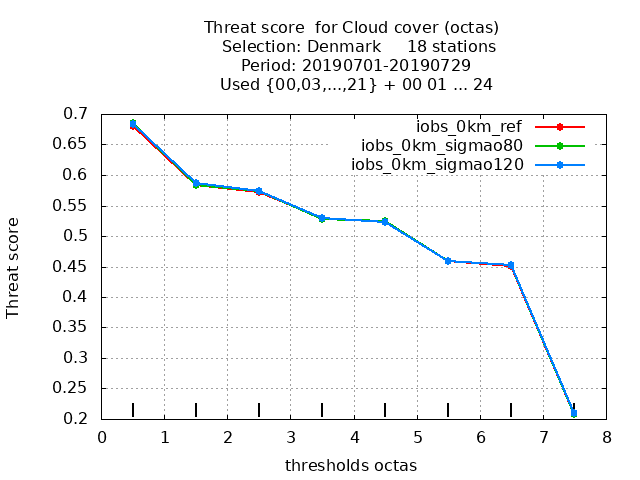 Threat score  for Cloud cover (octas)
Selection: Denmark     18 stations
Period: 20190701-20190729
Used {00,03,...,21} + 00 01 ... 24
0.7
0.65
0.6
0.55
0.5
0.45
0.4
0.35
0.3
0.25
0.2
Threat score
iobs_0km_ref
iobs_0km_sigmao80
iobs_0km_sigmao120
0 1 2 3 4 5 6 7 8
thresholds octas